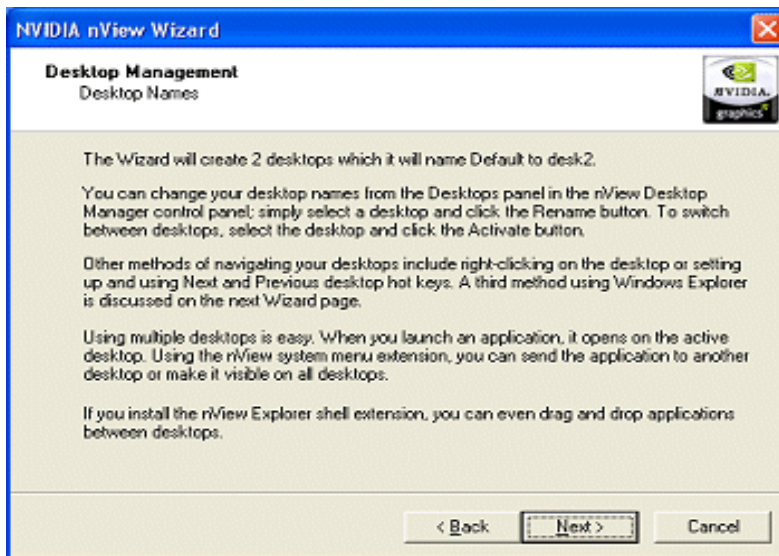 NVIDIA nView Wizard
Desktop Management
Desktop Names
NVIDIA.
graphics
The Wizard will create 2 desktops which it will name Default to desk2.
You can change your desktop names from the Desktops panel in the nView Desktop
Manager control panel; simply select a desktop and click the Rename button. To switch
between desktops, select the desktop and click the Activate button.
Other methods of navigating your desktops include right-clicking on the desktop or setting
up and using Next and Previous desktop hot keys. A third method using Windows Explorer
is discussed on the next Wizard page.
Using multiple desktops is easy. When you launch an application, it opens on the active
desktop. Using the nView system menu extension, you can send the application to another
desktop or make it visible on all desktops.
If you install the nView Explorer shell extension, you can even drag and drop applications
between desktops.
< Back Next > Cancel